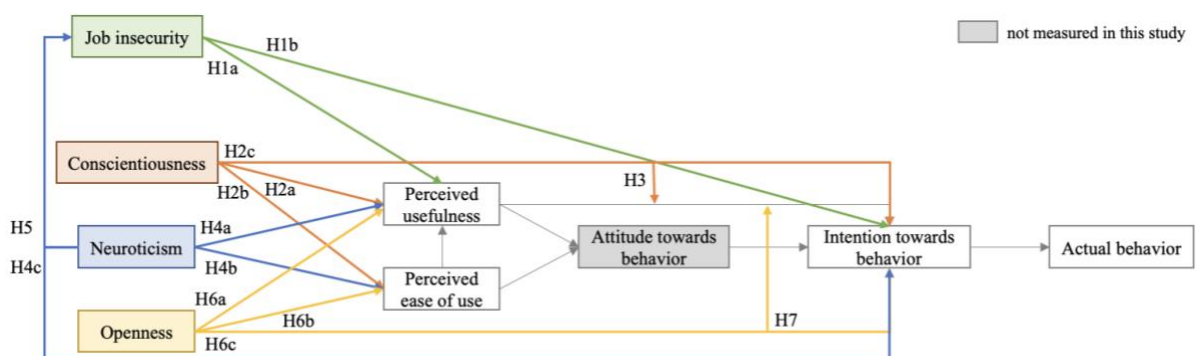 Job insecurity
H1b
H1a
not measured in this study
Conscientiousness
H2c
H2a
H2b
H3
Perceived
usefulness
H5
H4c
Neuroticism
H4a
H4b
Attitude towards
behavior
Intention towards
behavior
Actual behavior
Perceived
ease of use
H6a
H6b
H6c
Openness
H7